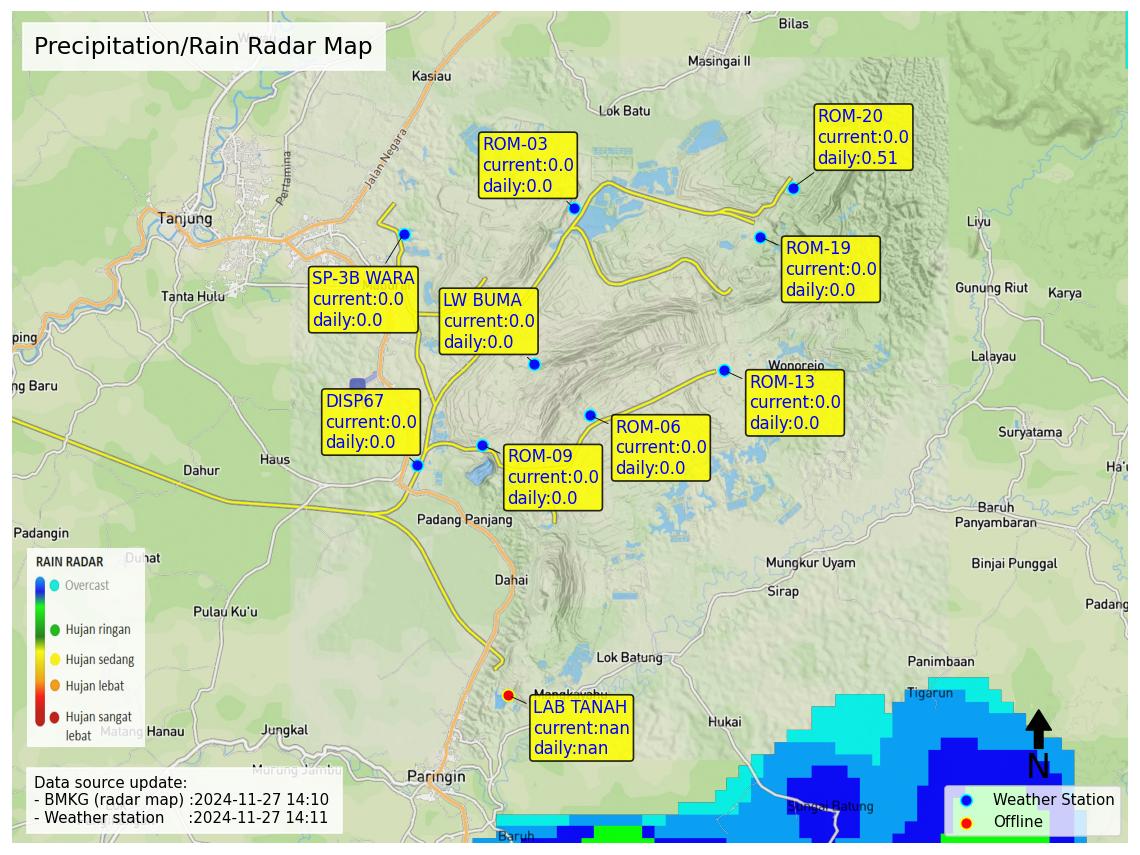 Precipitation/Rain Radar Map
Bilas
Masingai II
Kasiau
Lok Batu
Jalan Negara
Pertamina
Tanjung
Tanta Hulu
ROM-03
current:0.0
daily:0.0
ROM-20
current:0.0
daily:0.51
ROM-19
current:0.0
daily:0.0
SP-3B WARA
current:0.0
daily:0.0
LW BUMA
current:0.0
daily:0.0
Liyu
Gunung Riut
Karya
Lalayau
ping
ng Baru
Wonorejo
ROM-13
current:0.0
daily:0.0
DISP67
current:0.0
daily:0.0
ROM-06
current:0.0
daily:0.0
ROM-09
current:0.0
daily:0.0
Suryatama
Ha'u
Haus
Dahur
Padang Panjang
Baruh
Panyambaran
Padangin
Duhat
Dahai
Mungkur Uyam
Binjai Punggal
Sirap
Padang
Pulau Ku'u
RAIN RADAR
Overcast
Hujan ringan
Hujan sedang
Hujan lebat
Hujan sangat
lebat
Lok Batung
Panimbaan
Tigarun
Mangkayahu
LAB TANAH
current:nan
daily:nan
Hukai
Matang Hanau
Jungkal
Murung Jambu
Paringin
Sungai Batung
Baruh
N
Data source update:
- BMKG (radar map) :2024-11-27 14:10
- Weather station :2024-11-27 14:11
Weather Station
Offline